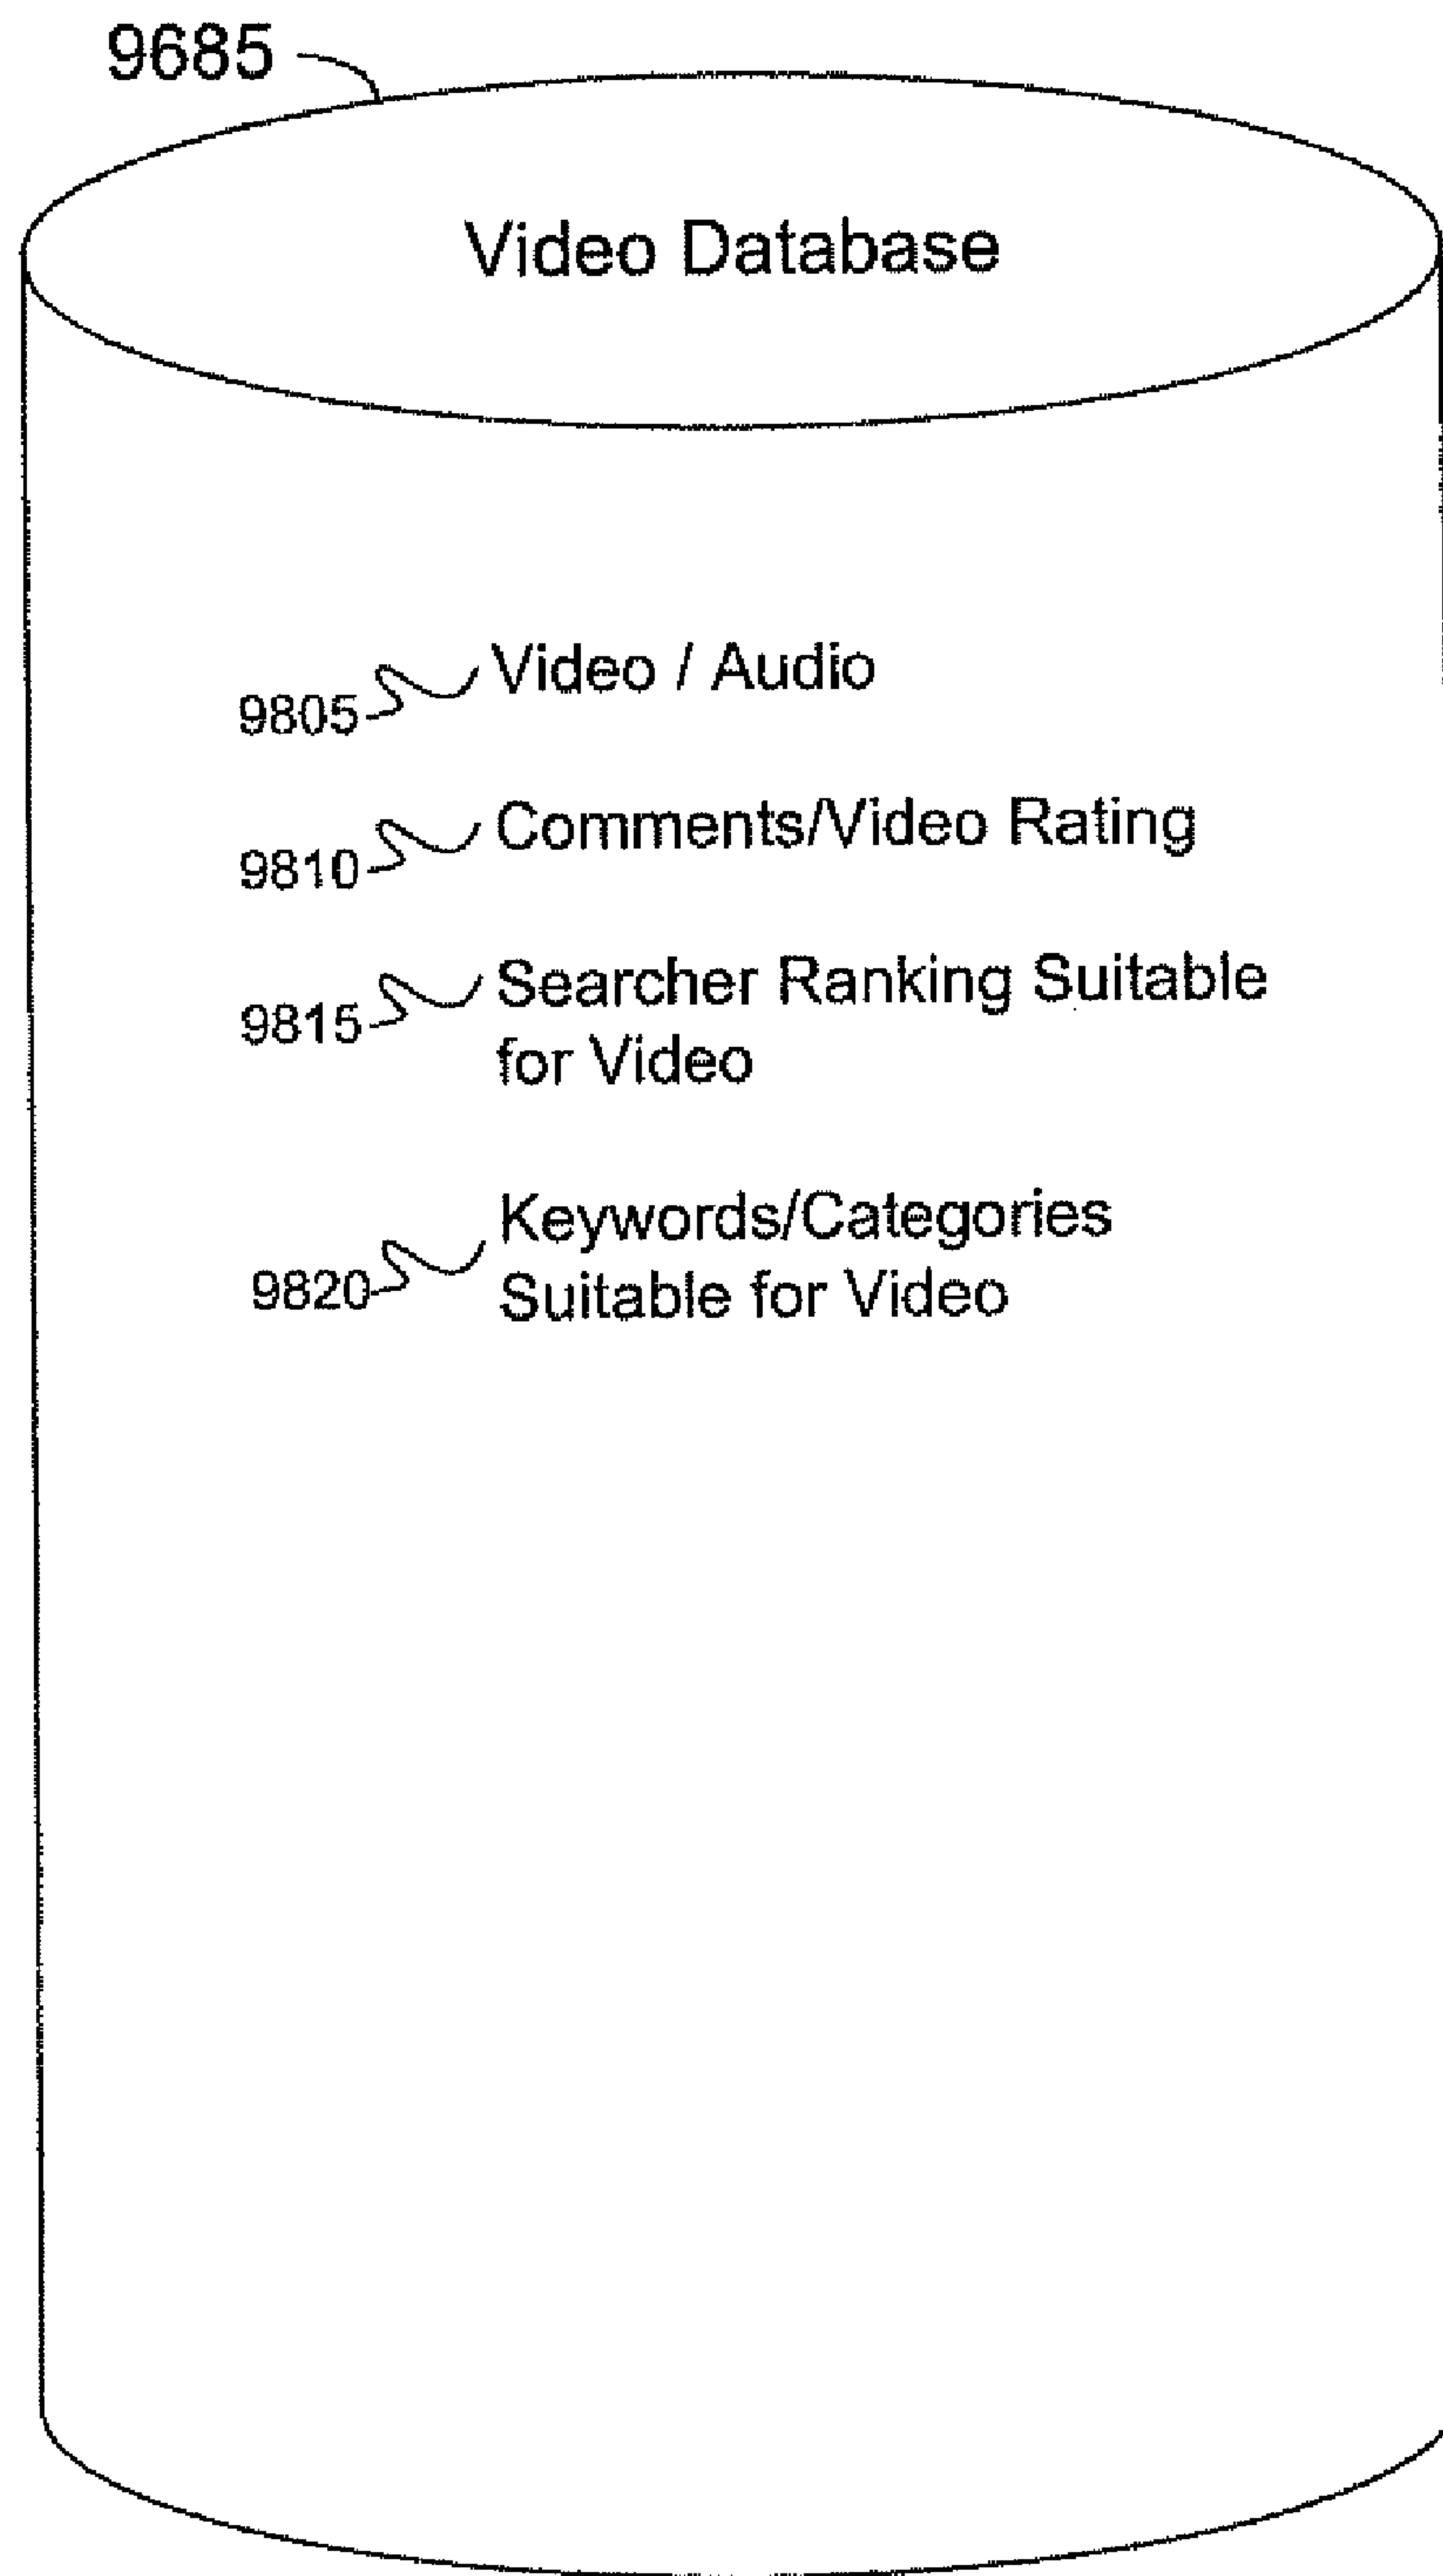 9685
Video Database
9805 Video / Audio
9810 Comments/Video Rating
9815 Searcher Ranking Suitable
for Video
9820 Keywords/Categories
Suitable for Video